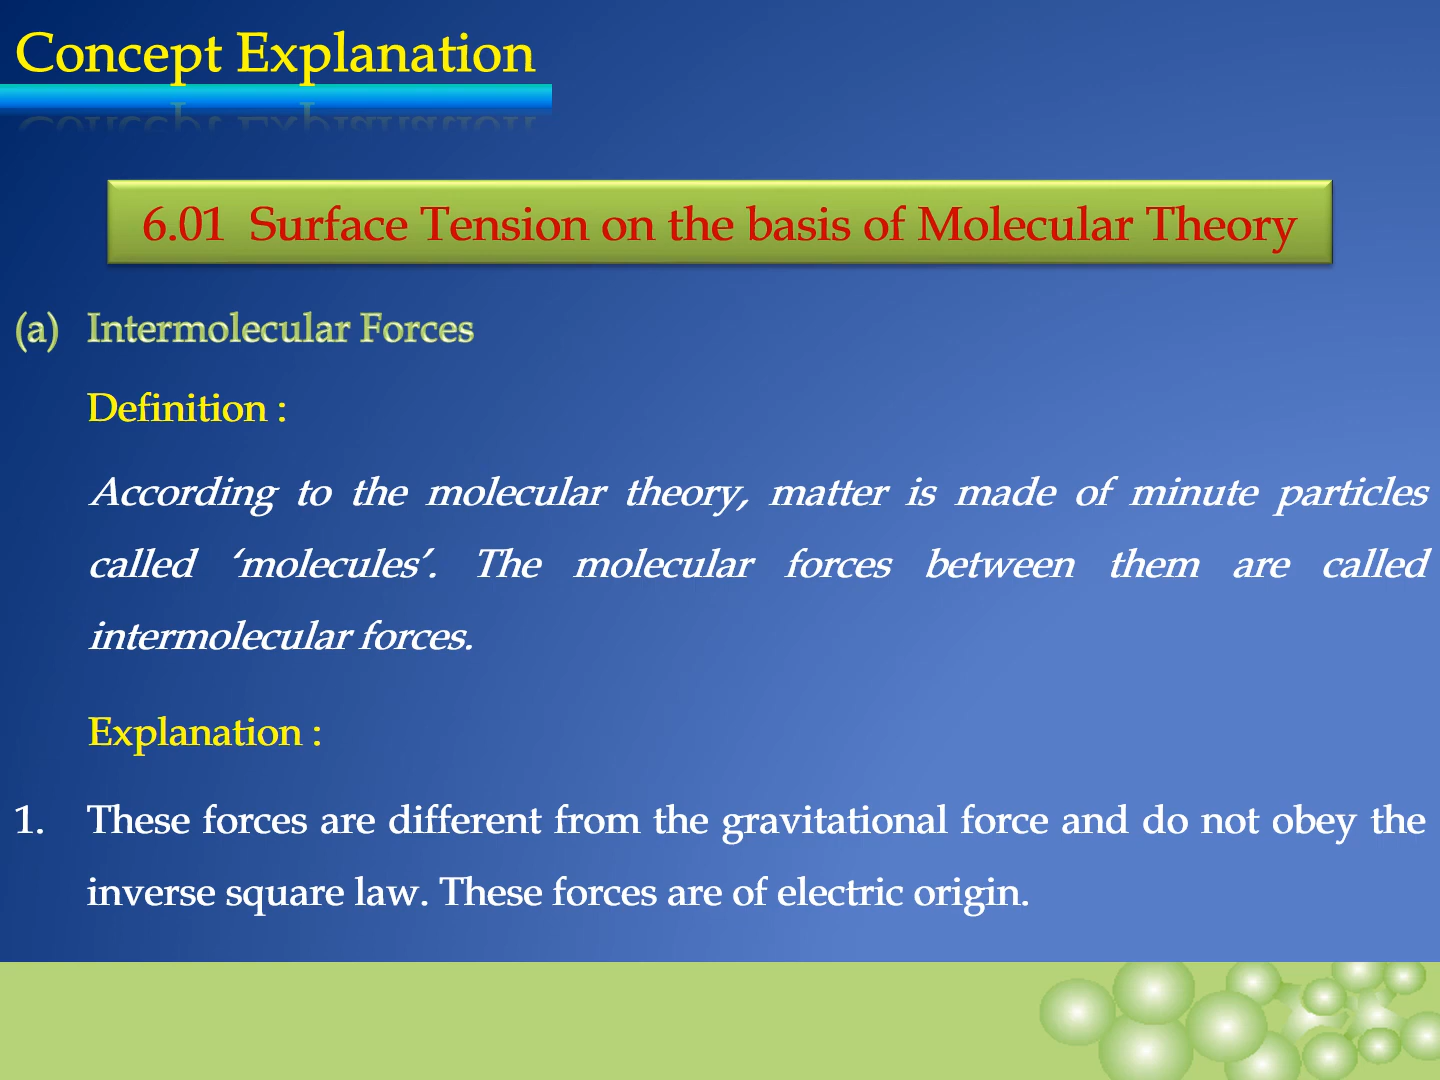 Concept Explanation
6.01 Surface Tension on the basis of Molecular Theory
(a) Intermolecular Forces
Definition :
According to the molecular theory, matter is made of minute particles
called ‘molecules’. The molecular forces between them are called
intermolecular forces.
Explanation :
1. These forces are different from the gravitational force and do not obey the
inverse square law. These forces are of electric origin.